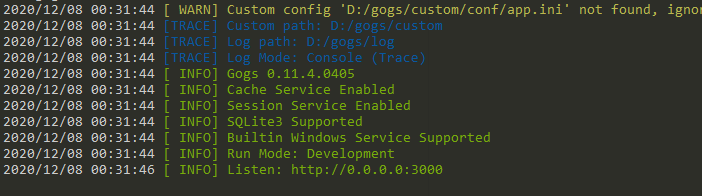 2020/12/08 00:31:44 [ WARN] Custom config 'D:/gogs/custom/conf/app.ini' not found, ignor
2020/12/08 00:31:44 [TRACE] Custom path: D:/gogs/custom
2020/12/08 00:31:44 [TRACE] Log path: D:/gogs/log
2020/12/08 00:31:44 [TRACE] Log Mode: Console (Trace)
2020/12/08 00:31:44 [ INFO] Gogs 0.11.4.0405
2020/12/08 00:31:44 [ INFO] Cache Service Enabled
2020/12/08 00:31:44 [ INFO] Session Service Enabled
2020/12/08 00:31:44 [ INFO] SQLite3 Supported
2020/12/08 00:31:44 [ INFO] Builtin Windows Service Supported
2020/12/08 00:31:44 [ INFO] Run Mode: Development
2020/12/08 00:31:46 [ INFO] Listen: http://0.0.0.0:3000